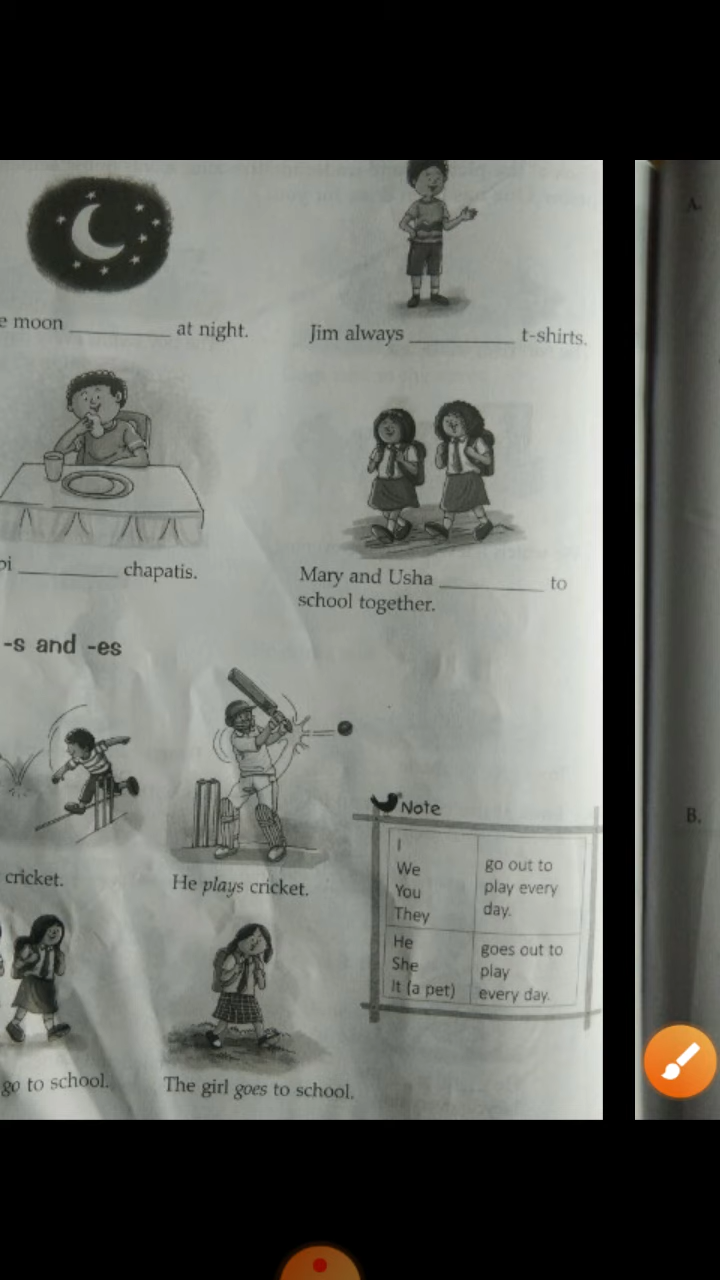 e moon __________ at night.
Jim always __________ t-shirts.
pi __________ chapatis.
Mary and Usha __________ to
school together.
-s and -es
cricket.
He plays cricket.
Note
I
We
You
They
go out to
play every
day.
He
She
It (a pet)
goes out to
play
every day.
go to school.
The girl goes to school.
A.
B.